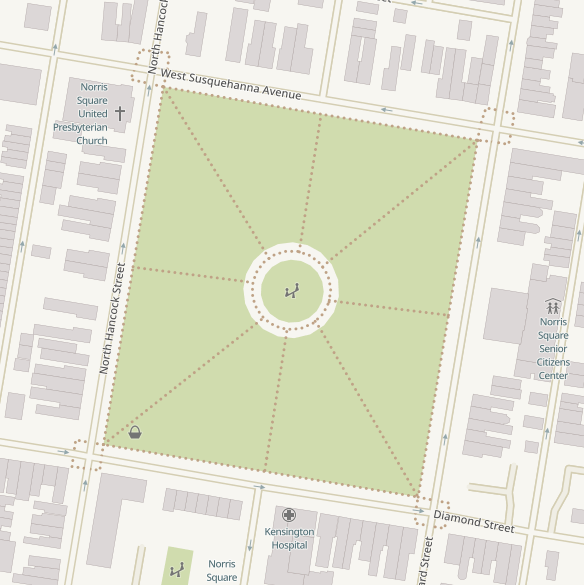 North Hancock
West Susquehanna Avenue
Norris
Square
United
Presbyterian
Church
North Hancock Street
Norris
Square
Senior
Citizens
Center
Diamond Street
Kensington
Hospital
ard Street
Norris
Square